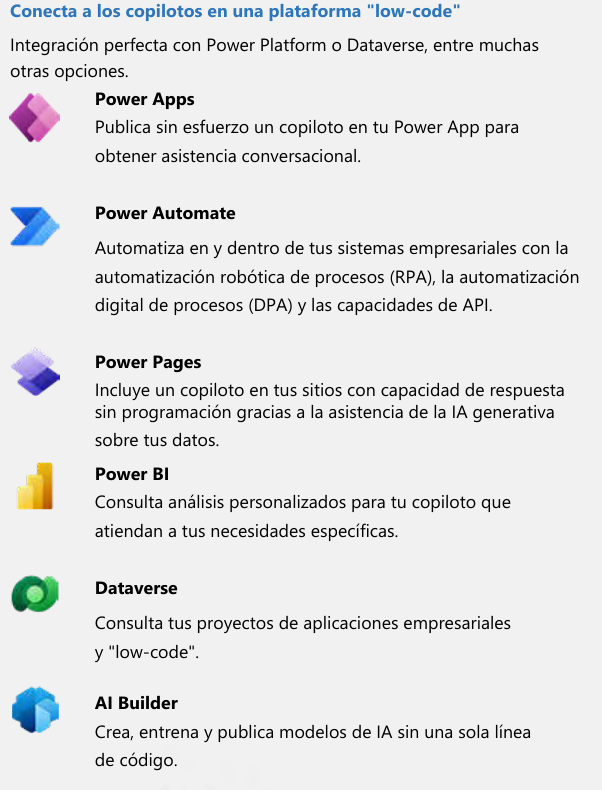 Conecta a los copilotos en una plataforma "low-code"
Integración perfecta con Power Platform o Dataverse, entre muchas
otras opciones.
Power Apps
Publica sin esfuerzo un copiloto en tu Power App para
obtener asistencia conversacional.
Power Automate
Automatiza en y dentro de tus sistemas empresariales con la
automatización robótica de procesos (RPA), la automatización
digital de procesos (DPA) y las capacidades de API.
Power Pages
Incluye un copiloto en tus sitios con capacidad de respuesta
sin programación gracias a la asistencia de la IA generativa
sobre tus datos.
Power BI
Consulta análisis personalizados para tu copiloto que
atiendan a tus necesidades específicas.
Dataverse
Consulta tus proyectos de aplicaciones empresariales
y "low-code".
AI Builder
Crea, entrena y publica modelos de IA sin una sola línea
de código.